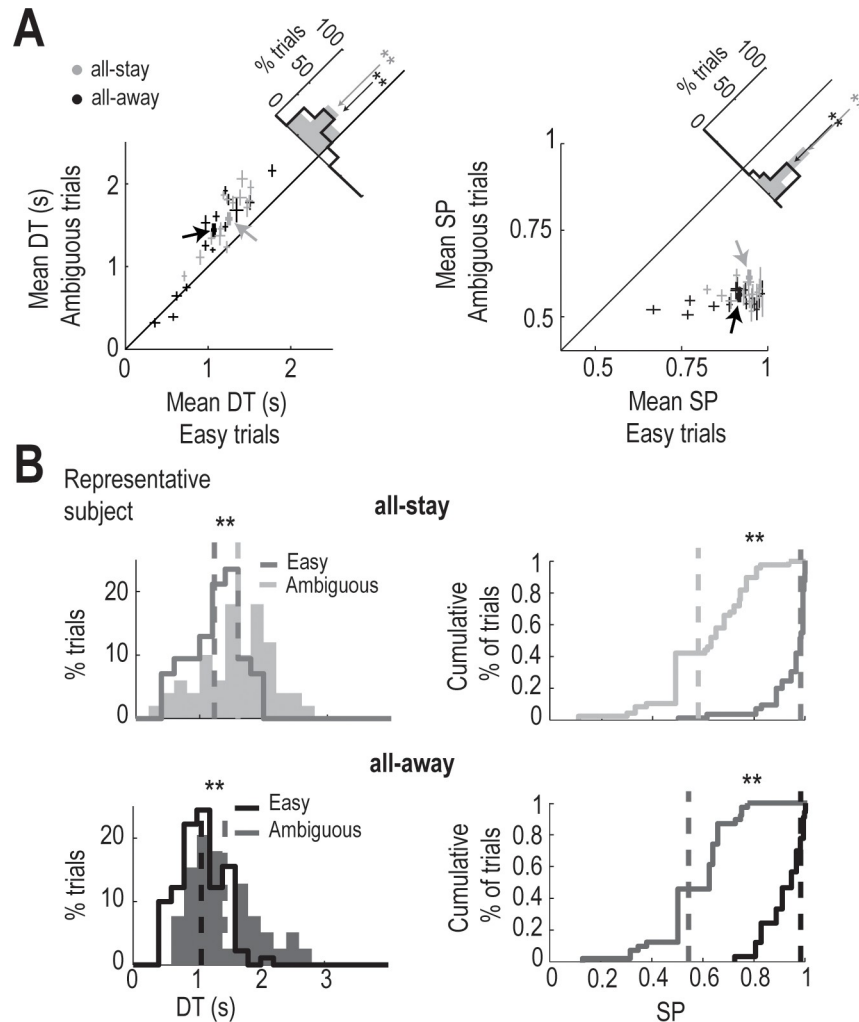 A
all-stay
all-away
% trials
0
50
100
**
**
Mean DT (s)
Ambiguous trials
2
1
0
0
1
2
Mean DT (s)
Easy trials
% trials
0
50
100
**
**
Mean SP
Ambiguous trials
1
0.75
0.5
0.5
0.75
1
Mean SP
Easy trials
B
Representative
subject
all-stay
**
Easy
Ambiguous
% trials
20
10
0
**
Cumulative
% of trials
1
0.8
0.6
0.4
0.2
0
all-away
**
Easy
Ambiguous
% trials
20
10
0
0
1
2
3
DT (s)
**
Cumulative
% of trials
1
0.8
0.6
0.4
0.2
0
0
0.2
0.4
0.6
0.8
1
SP